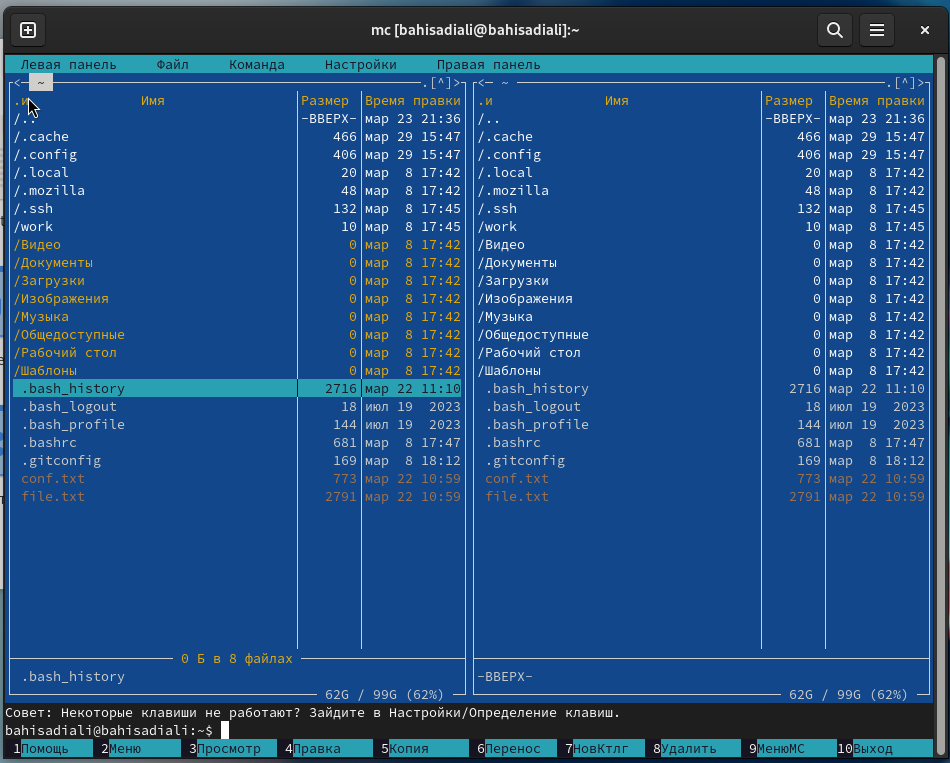 mc [bahisadiali@bahisadiali]:~
Левая панель Файл Команда Настройки Правая панель
<─ ~ .[^]> <─ ~ .[^]>
.и Имя Размер Время правки .и Имя Размер Время правки
/.. -ВВЕРХ- мар 23 21:36 /.. -ВВЕРХ- мар 23 21:36
/.cache 466 мар 29 15:47 /.cache 466 мар 29 15:47
/.config 406 мар 29 15:47 /.config 406 мар 29 15:47
/.local 20 мар 8 17:42 /.local 20 мар 8 17:42
/.mozilla 48 мар 8 17:42 /.mozilla 48 мар 8 17:42
/.ssh 132 мар 8 17:45 /.ssh 132 мар 8 17:45
/work 10 мар 8 17:45 /work 10 мар 8 17:45
/Видео 0 мар 8 17:42 /Видео 0 мар 8 17:42
/Документы 0 мар 8 17:42 /Документы 0 мар 8 17:42
/Загрузки 0 мар 8 17:42 /Загрузки 0 мар 8 17:42
/Изображения 0 мар 8 17:42 /Изображения 0 мар 8 17:42
/Музыка 0 мар 8 17:42 /Музыка 0 мар 8 17:42
/Общедоступные 0 мар 8 17:42 /Общедоступные 0 мар 8 17:42
/Рабочий стол 0 мар 8 17:42 /Рабочий стол 0 мар 8 17:42
/Шаблоны 0 мар 8 17:42 /Шаблоны 0 мар 8 17:42
.bash_history 2716 мар 22 11:10 .bash_history 2716 мар 22 11:10
.bash_logout 18 июл 19 2023 .bash_logout 18 июл 19 2023
.bash_profile 144 июл 19 2023 .bash_profile 144 июл 19 2023
.bashrc 681 мар 8 17:47 .bashrc 681 мар 8 17:47
.gitconfig 169 мар 8 18:12 .gitconfig 169 мар 8 18:12
conf.txt 773 мар 22 10:59 conf.txt 773 мар 22 10:59
file.txt 2791 мар 22 10:59 file.txt 2791 мар 22 10:59
0 Б в 8 файлах
.bash_history -ВВЕРХ-
62G / 99G (62%) 62G / 99G (62%)
Совет: Некоторые клавиши не работают? Зайдите в Настройки/Определение клавиш.
bahisadiali@bahisadiali:~$
1Помощь 2Меню 3Просмотр 4Правка 5Копия 6Перенос 7НовКтлг 8Удалить 9МенюМС 10Выход